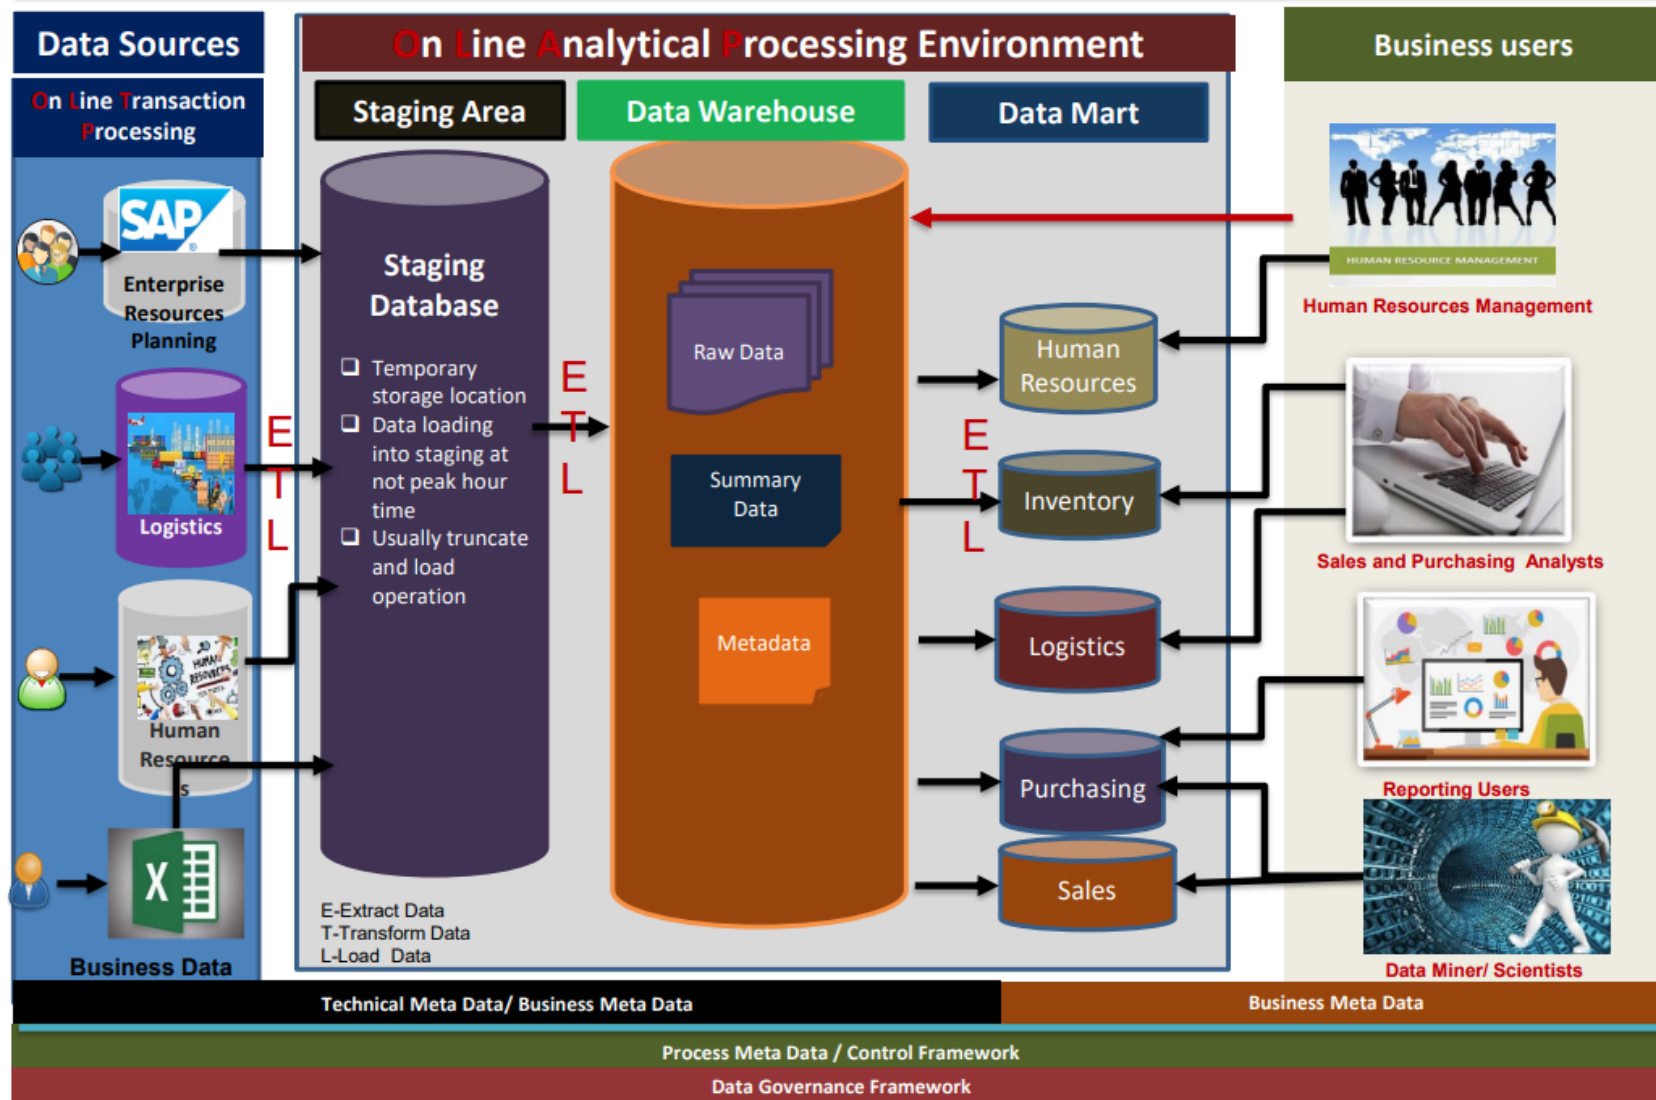 Data Sources
On Line Transaction
Processing
SAP
®
Enterprise
Resources
Planning
Logistics
HUMAN
RESOURCES
Human
Resource
s
X
Business Data
E
T
L
On Line Analytical Processing Environment
Staging Area
Staging
Database
❑ Temporary
storage location
❑ Data loading
into staging at
not peak hour
time
❑ Usually truncate
and load
operation
E-Extract Data
T-Transform Data
L-Load Data
E
T
L
Data Warehouse
Raw Data
Summary
Data
Metadata
E
T
L
Data Mart
Human
Resources
Inventory
Logistics
Purchasing
Sales
Business users
HUMAN RESOURCE MANAGEMENT
Human Resources Management
Sales and Purchasing Analysts
Reporting Users
Data Miner/ Scientists
Technical Meta Data/ Business Meta Data
Business Meta Data
Process Meta Data / Control Framework
Data Governance Framework